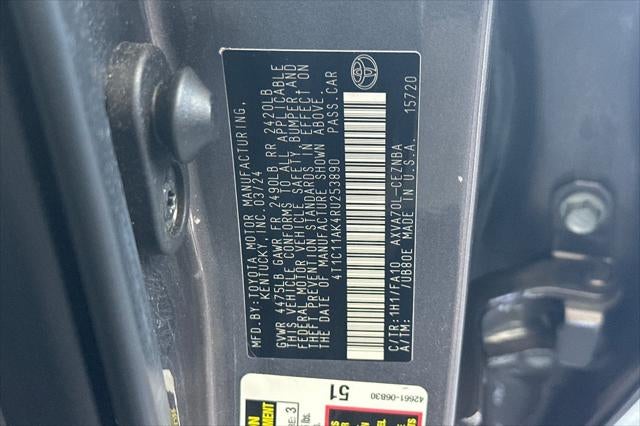 MFD.BY:TOYOTA MOTOR MANUFACTURING,
KENTUCKY, INC. 03/24
GVWR 4475LB GAWR FR 2490LB RR 2420LB
THIS VEHICLE CONFORMS TO ALL APPLICABLE
FEDERAL MOTOR VEHICLE SAFETY, BUMPER AND
THEFT PREVENTION STANDARDS IN EFFECT ON
THE DATE OF MANUFACTURE SHOWN ABOVE.
4T1C11AK4RU253890 PASS.CAR
C/TR:1H1/FA10 AXVA70L-CEZNBA
A/TM: /UB80E MADE IN U.S.A. 15720
42661-06830
51